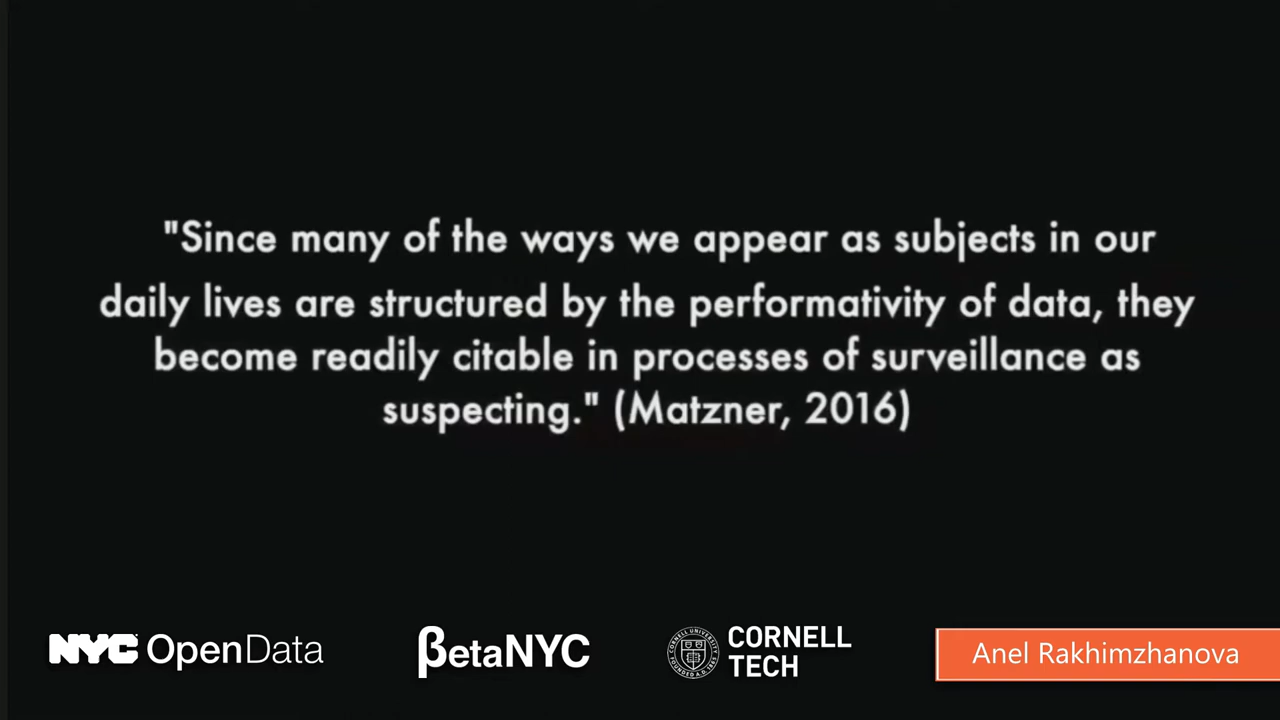 "Since many of the ways we appear as subjects in our
daily lives are structured by the performativity of data, they
become readily citable in processes of surveillance as
suspecting." (Matzner, 2016)
NYC OpenData
βetaNYC
CORNELL
TECH
Anel Rakhimzhanova